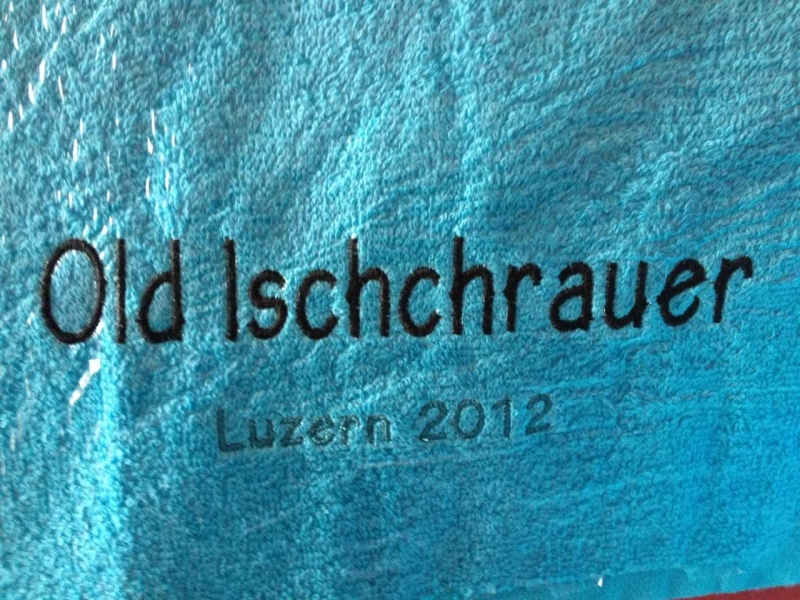 Old Ischchrauer
Luzern 2012